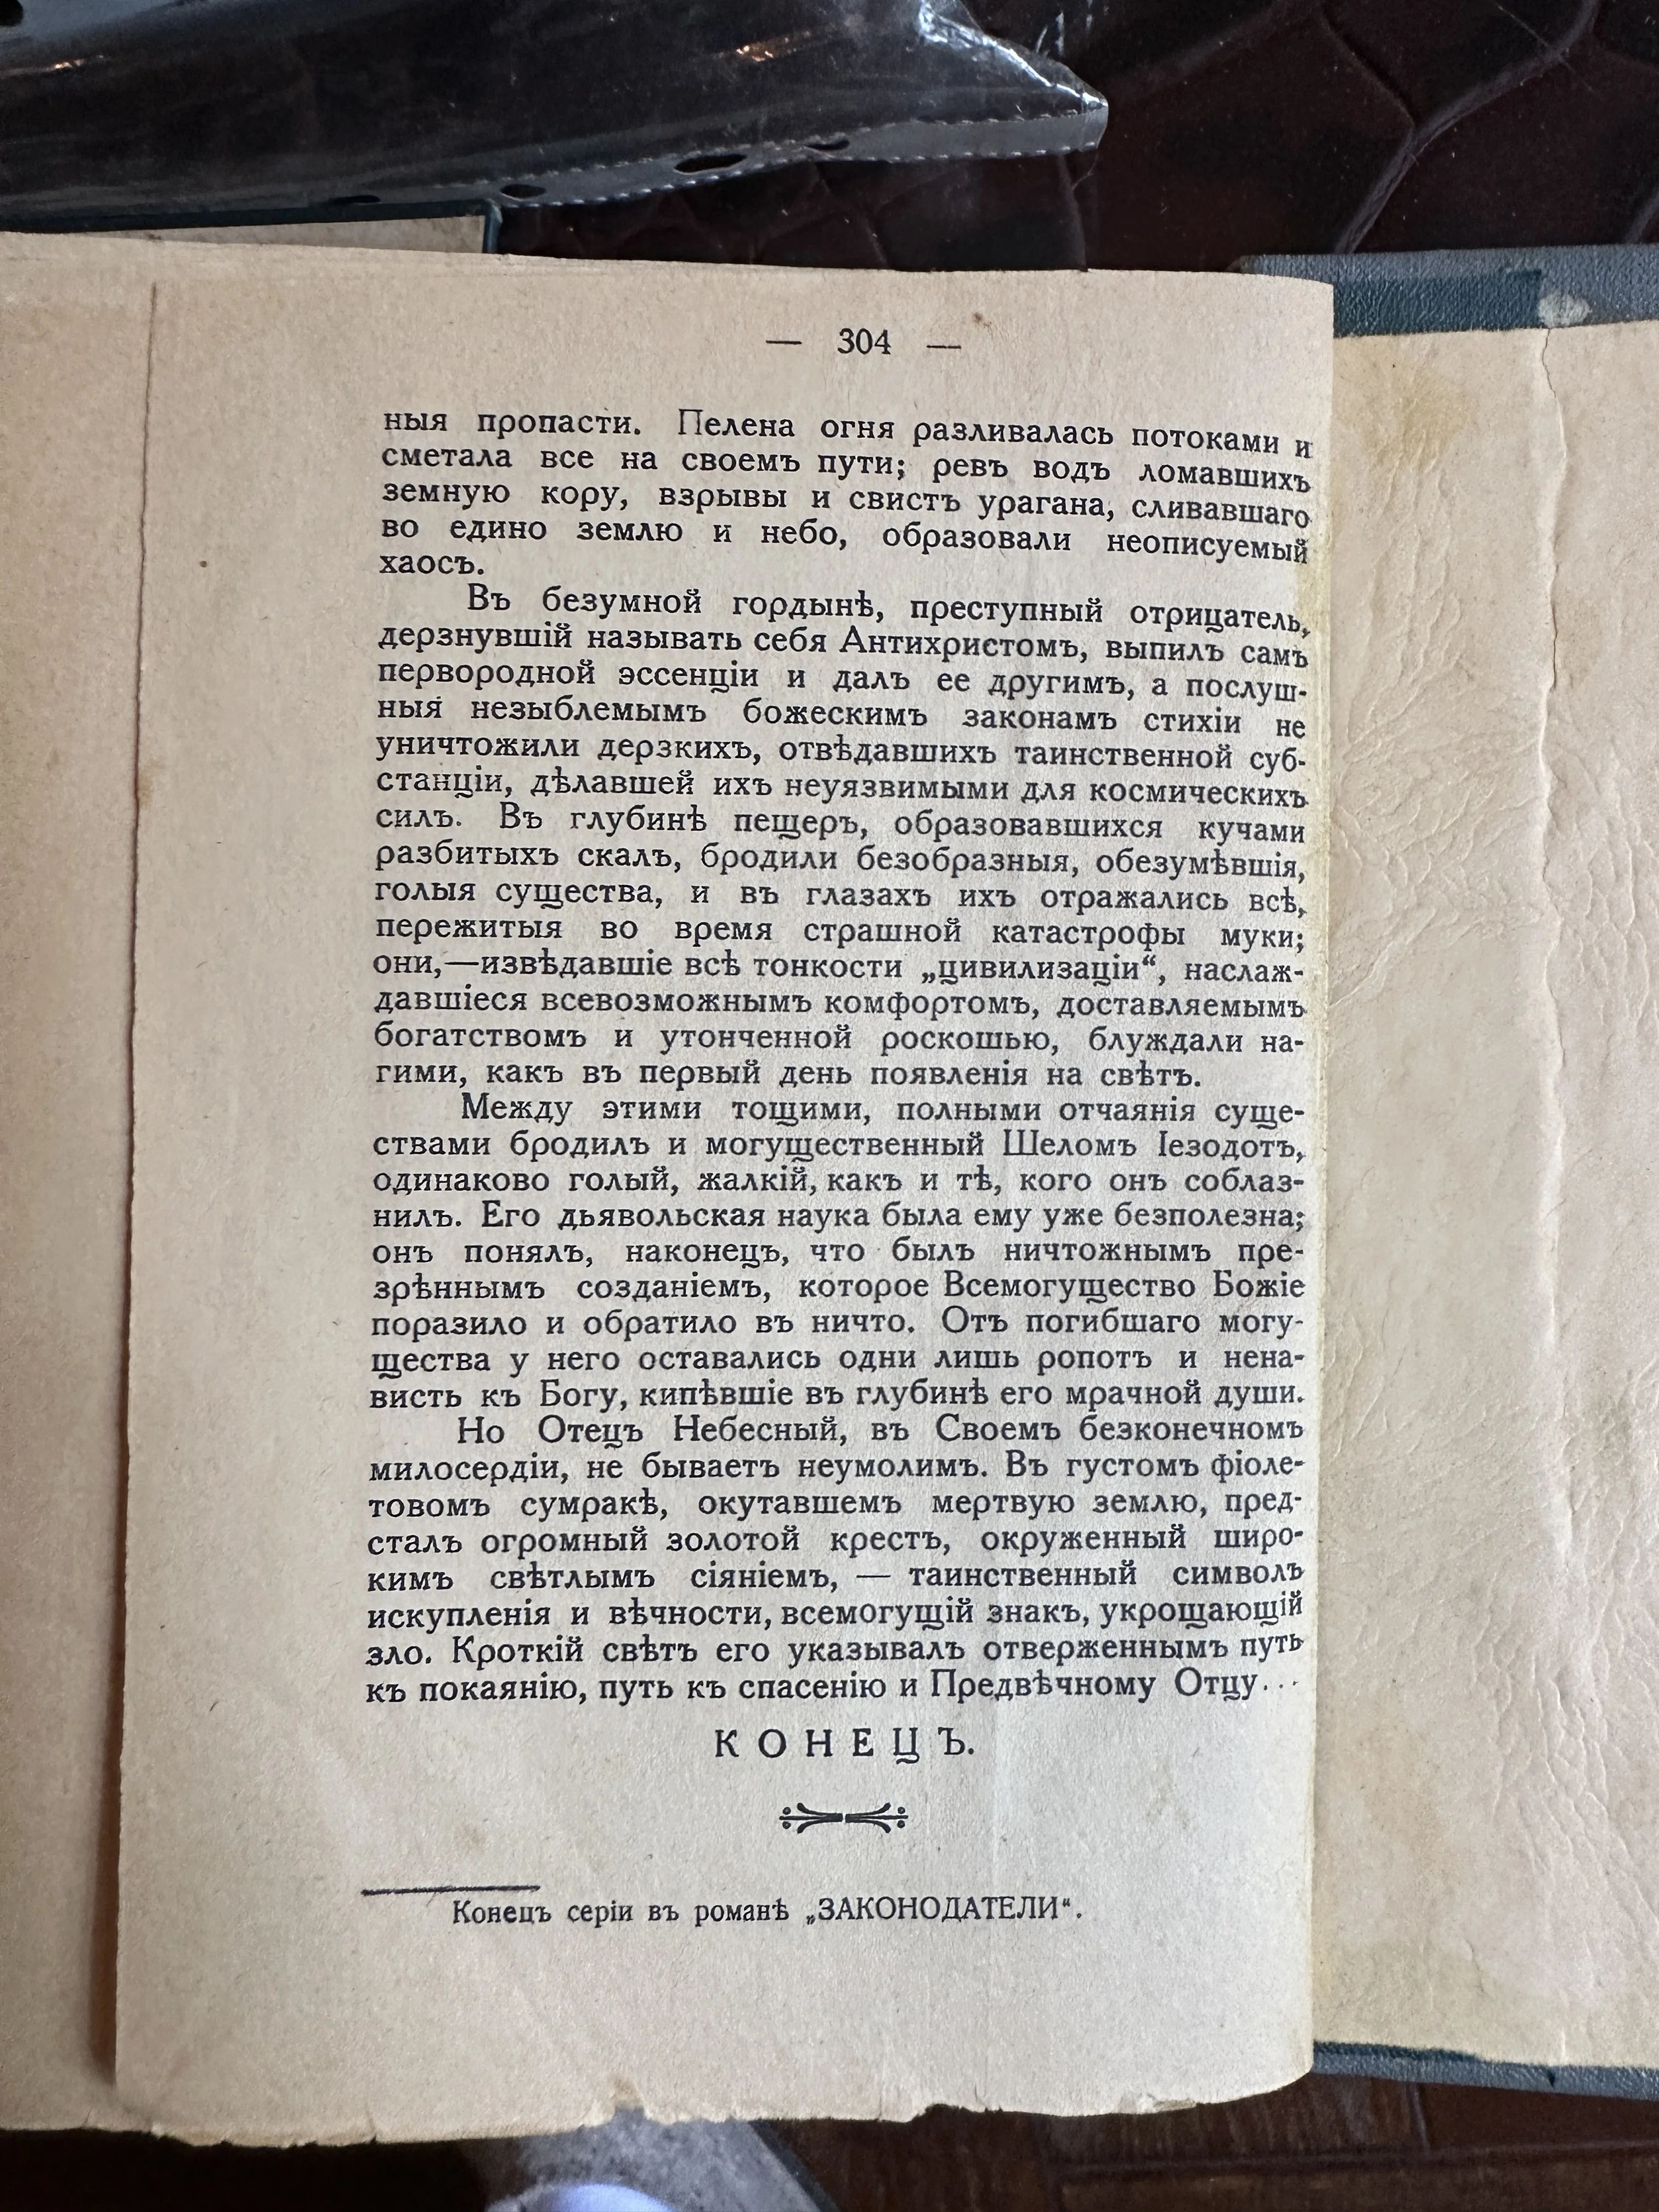 — 304 —
ныя пропасти. Пелена огня разливалась потоками и
сметала все на своемъ пути; ревъ водъ ломавшихъ
земную кору, взрывы и свистъ урагана, сливавшаго
во едино землю и небо, образовали неописуемый
хаосъ.
Въ безумной гордынѣ, преступный отрицатель,
дерзнувшій называть себя Антихристомъ, выпилъ самъ
первородной эссенціи и далъ ее другимъ, а послуш-
ныя незыблемымъ божескимъ законамъ стихіи не
уничтожили дерзкихъ, отвѣдавшихъ таинственной суб-
станціи, дѣлавшей ихъ неуязвимыми для космическихъ
силъ. Въ глубинѣ пещеръ, образовавшихся кучами
разбитыхъ скалъ, бродили безобразныя, обезумѣвшія,
голыя существа, и въ глазахъ ихъ отражались всѣ,
пережитыя во время страшной катастрофы муки;
они,—извѣдавшіе всѣ тонкости „цивилизаціи“, наслаж-
давшіеся всевозможнымъ комфортомъ, доставляемымъ
богатствомъ и утонченной роскошью, блуждали на-
гими, какъ въ первый день появленія на свѣтъ.
Между этими тощими, полными отчаянія суще-
ствами бродилъ и могущественный Шеломъ Іезодотъ,
одинаково голый, жалкій, какъ и тѣ, кого онъ соблаз-
нилъ. Его дьявольская наука была ему уже безполезна;
онъ понялъ, наконецъ, что былъ ничтожнымъ пре-
зрѣннымъ созданіемъ, которое Всемогущество Божіе
поразило и обратило въ ничто. Отъ погибшаго могу-
щества у него оставались одни лишь ропотъ и нена-
висть къ Богу, кипѣвшіе въ глубинѣ его мрачной души.
Но Отецъ Небесный, въ Своемъ безконечномъ
милосердіи, не бываетъ неумолимъ. Въ густомъ фіоле-
товомъ сумракѣ, окутавшемъ мертвую землю, пред-
сталъ огромный золотой крестъ, окруженный широ-
кимъ свѣтлымъ сіяніемъ, — таинственный символъ
искупленія и вѣчности, всемогущій знакъ, укрощающій
зло. Кроткій свѣтъ его указывалъ отверженнымъ путь
къ покаянію, путь къ спасенію и Предвѣчному Отцу...
КОНЕЦЪ.
Конецъ серіи въ романѣ „ЗАКОНОДАТЕЛИ“.